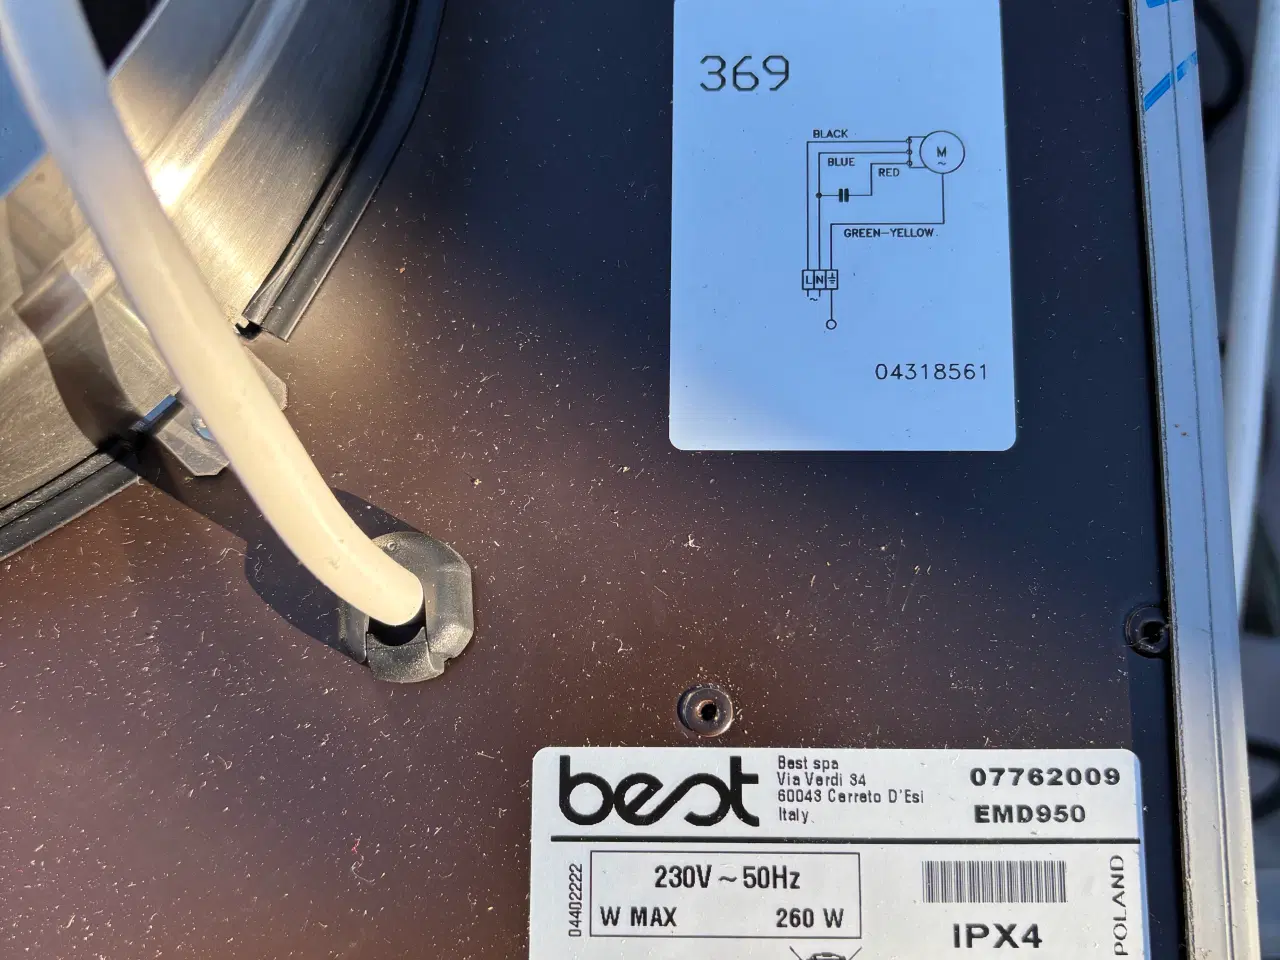 369
BLACK
BLUE
RED
M
~
GREEN-YELLOW
L N
~
04318561
best
Best spa
Via Verdi 34
60043 Cerreto D'Esi
Italy
07762009
EMD950
04402222
230V ~ 50Hz
W MAX 260 W
IPX4
POLAND